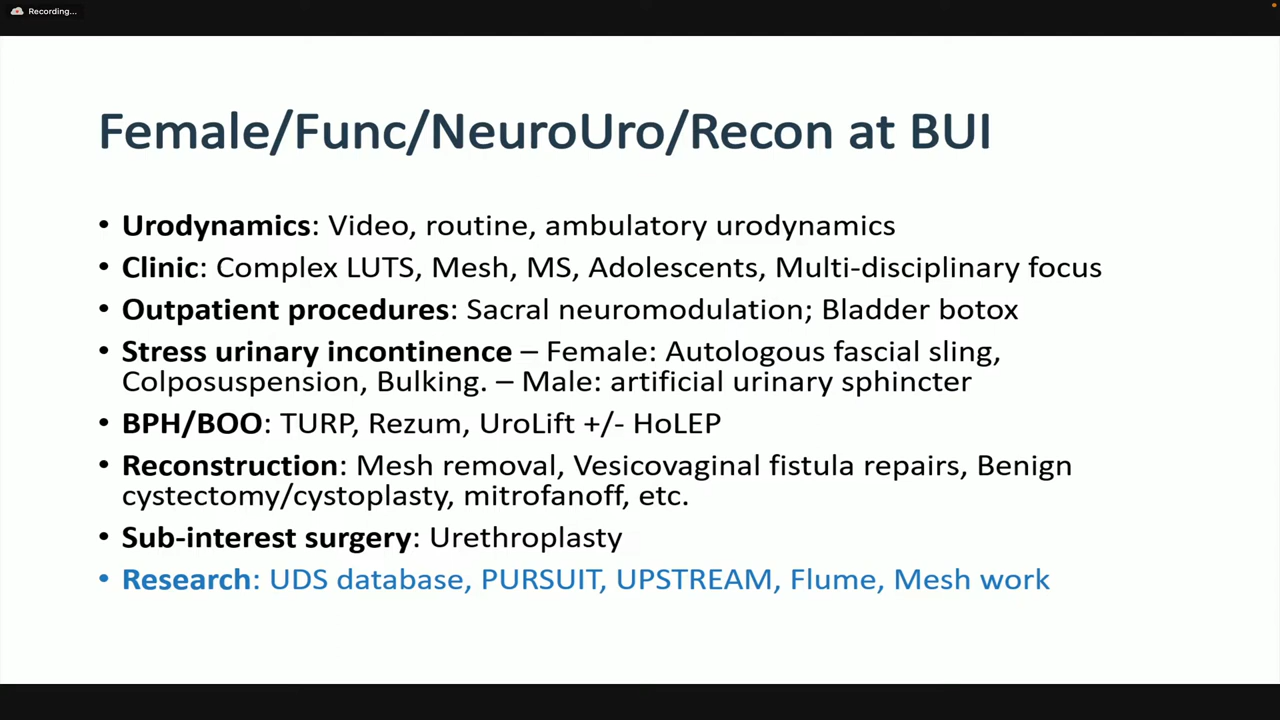 Recording...
Female/Func/NeuroUro/Recon at BUI
• Urodynamics: Video, routine, ambulatory urodynamics
• Clinic: Complex LUTS, Mesh, MS, Adolescents, Multi-disciplinary focus
• Outpatient procedures: Sacral neuromodulation; Bladder botox
• Stress urinary incontinence – Female: Autologous fascial sling,
Colposuspension, Bulking. – Male: artificial urinary sphincter
• BPH/BOO: TURP, Rezum, UroLift +/- HoLEP
• Reconstruction: Mesh removal, Vesicovaginal fistula repairs, Benign
cystectomy/cystoplasty, mitrofanoff, etc.
• Sub-interest surgery: Urethroplasty
• Research: UDS database, PURSUIT, UPSTREAM, Flume, Mesh work